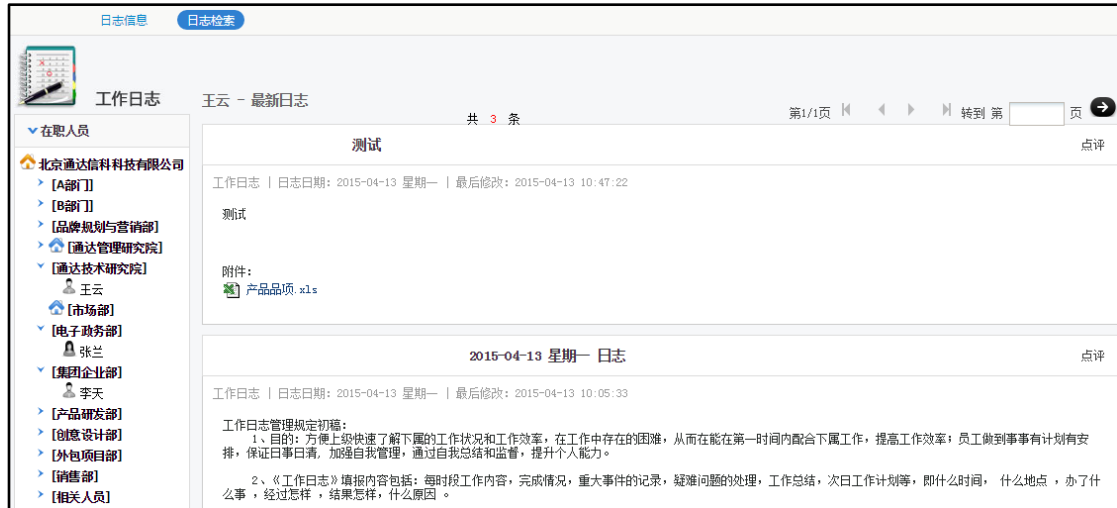 日志信息 日志检索
工作日志
王云 - 最新日志
共 3 条
第1/1页 转到 第 页
在职人员
北京通达信科科技有限公司
[A部门]
[B部门]
[品牌规划与营销部]
[通达管理研究院]
[通达技术研究院]
王云
[市场部]
[电子政务部]
张兰
[集团企业部]
李天
[产品研发部]
[创意设计部]
[外包项目部]
[销售部]
[相关人员]
测试 点评
工作日志 | 日志日期: 2015-04-13 星期一 | 最后修改: 2015-04-13 10:47:22
测试
附件:
产品品项.xls
2015-04-13 星期一 日志 点评
工作日志 | 日志日期: 2015-04-13 星期一 | 最后修改: 2015-04-13 10:05:33
工作日志管理规定初稿:
1、目的: 方便上级快速了解下属的工作状况和工作效率, 在工作中存在的困难, 从而在能在第一时间内配合下属工作, 提高工作效率; 员工做到事事有计划有安
排, 保证日事日清, 加强自我管理, 通过自我总结和监督, 提升个人能力。
2、《工作日志》填报内容包括: 每时段工作内容, 完成情况, 重大事件的记录, 疑难问题的处理, 工作总结, 次日工作计划等, 即什么时间, 什么地点 , 办了什
么事 , 经过怎样 , 结果怎样, 什么原因 。